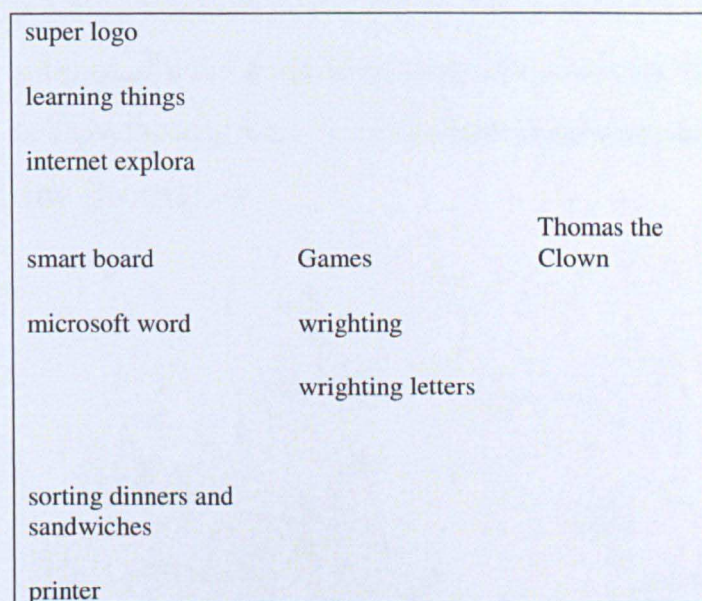 super logo
learning things
internet explora
Thomas the
smart board Games Clown
microsoft word wrighting
wrighting letters
sorting dinners and
sandwiches
printer